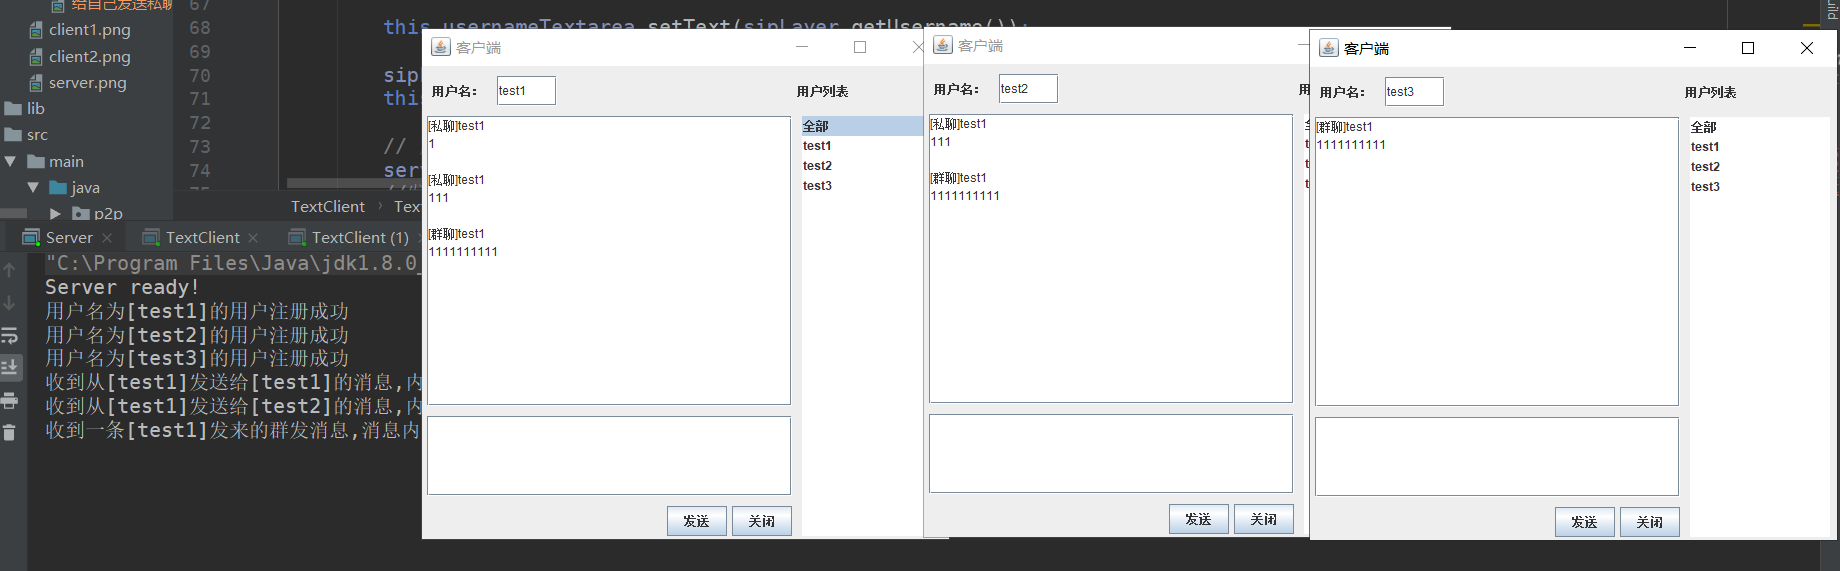 给自己发送私聊
client1.png
client2.png
server.png
lib
src
main
java
p2p
67
68
69
70
71
72
73
74
this.usernameTextarea.setText(sipLayer.getUsername());
this
//
TextClient
Server
TextClient
TextClient (1)
"C:\Program Files\Java\jdk1.8.0_
Server ready!
用户名为[test1]的用户注册成功
用户名为[test2]的用户注册成功
用户名为[test3]的用户注册成功
收到从[test1]发送给[test1]的消息,内
收到从[test1]发送给[test2]的消息,内
收到一条[test1]发来的群发消息,消息内
客户端
用户名：
test1
用户列表
[私聊]test1
1
[私聊]test1
111
[群聊]test1
1111111111
全部
test1
test2
test3
发送
关闭
客户端
用户名：
test2
[私聊]test1
111
[群聊]test1
1111111111
发送
关闭
客户端
用户名：
test3
用户列表
[群聊]test1
1111111111
全部
test1
test2
test3
发送
关闭